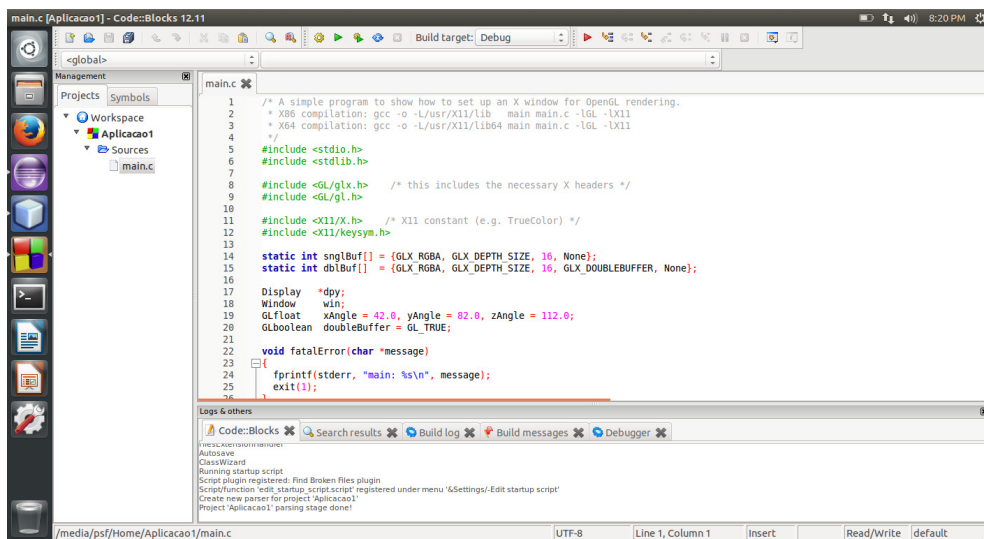 main.c [Aplicacao1] - Code::Blocks 12.11
8:20 PM
Build target: Debug
<global>
Management
Projects Symbols
Workspace
Aplicacao1
Sources
main.c
main.c
1 /* A simple program to show how to set up an X window for OpenGL rendering.
2 * X86 compilation: gcc -o -L/usr/X11/lib main main.c -lGL -lX11
3 * X64 compilation: gcc -o -L/usr/X11/lib64 main main.c -lGL -lX11
4 */
5 #include <stdio.h>
6 #include <stdlib.h>
7
8 #include <GL/glx.h> /* this includes the necessary X headers */
9 #include <GL/gl.h>
10
11 #include <X11/X.h> /* X11 constant (e.g. TrueColor) */
12 #include <X11/keysym.h>
13
14 static int snglBuf[] = {GLX_RGBA, GLX_DEPTH_SIZE, 16, None};
15 static int dblBuf[] = {GLX_RGBA, GLX_DEPTH_SIZE, 16, GLX_DOUBLEBUFFER, None};
16
17 Display *dpy;
18 Window win;
19 GLfloat xAngle = 42.0, yAngle = 82.0, zAngle = 112.0;
20 GLboolean doubleBuffer = GL_TRUE;
21
22 void fatalError(char *message)
23 {
24 fprintf(stderr, "main: %s\n", message);
25 exit(1);
26 }
Logs & others
Code::Blocks Search results Build log Build messages Debugger
FilesExtensionHandler
Autosave
ClassWizard
Running startup script
Script plugin registered: Find Broken Files plugin
Script/function 'edit_startup_script.script' registered under menu '&Settings/-Edit startup script'
Create new parser for project 'Aplicacao1'
Project 'Aplicacao1' parsing stage done!
/media/psf/Home/Aplicacao1/main.c UTF-8 Line 1, Column 1 Insert Read/Write default